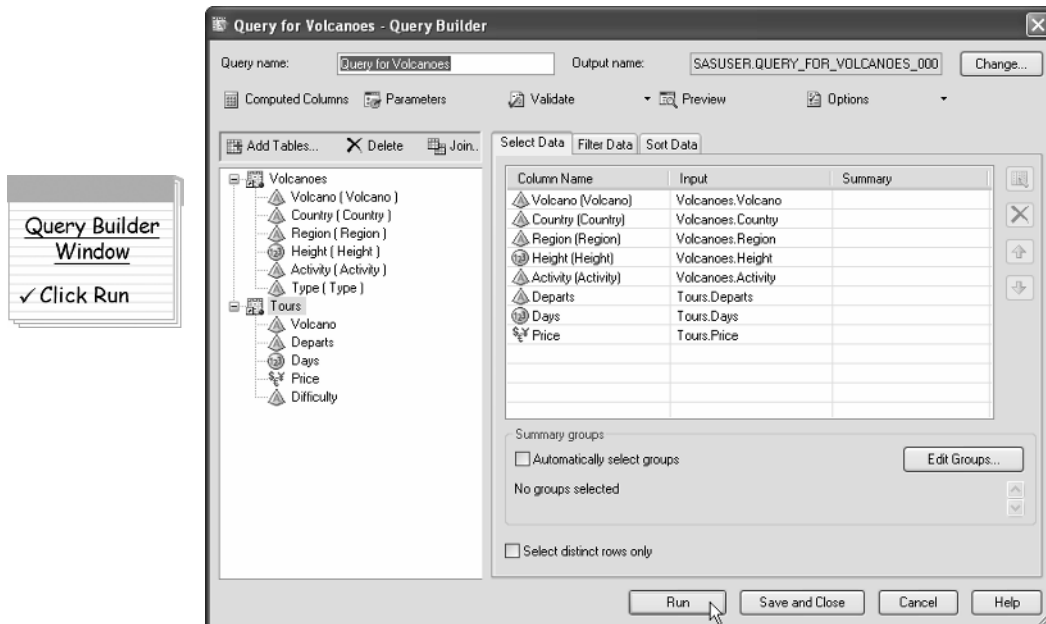 Query Builder
Window
✓ Click Run
Query for Volcanoes - Query Builder
Query name: Query for Volcanoes Output name: SASUSER.QUERY_FOR_VOLCANOES_000 Change...
Computed Columns Parameters Validate Preview Options
Add Tables... Delete Join..
Volcanoes
Volcano ( Volcano )
Country ( Country )
Region ( Region )
Height ( Height )
Activity ( Activity )
Type ( Type )
Tours
Volcano
Departs
Days
Price
Difficulty
Select Data Filter Data Sort Data
Column Name Input Summary
Volcano (Volcano) Volcanoes.Volcano
Country (Country) Volcanoes.Country
Region (Region) Volcanoes.Region
Height (Height) Volcanoes.Height
Activity (Activity) Volcanoes.Activity
Departs Tours.Departs
Days Tours.Days
Price Tours.Price
Summary groups
Automatically select groups Edit Groups...
No groups selected
Select distinct rows only
Run Save and Close Cancel Help